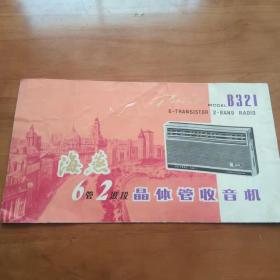 MODEL B321
6-TRANSISTOR 2-BAND RADIO
海燕
6管2波段 晶体管收音机